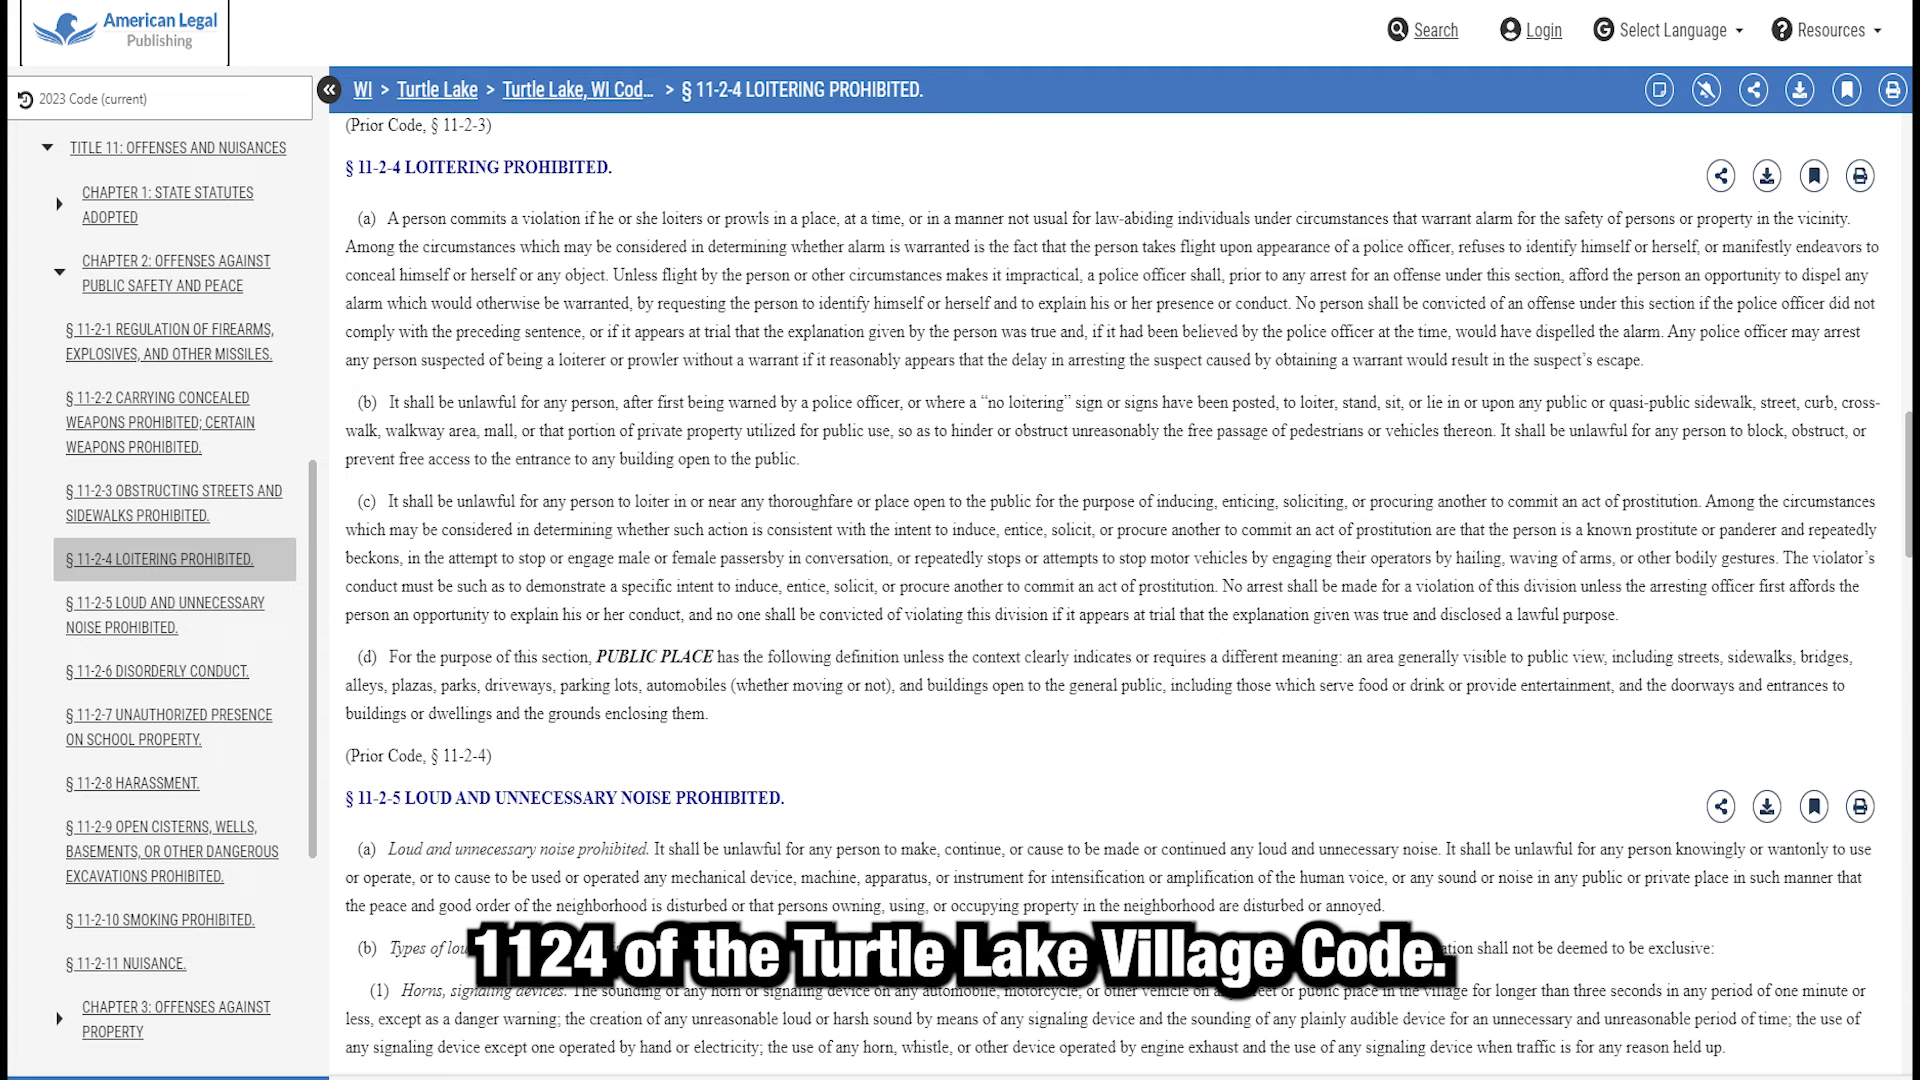 American Legal
Publishing
Search
Login
Select Language
Resources
2023 Code (current)
WI > Turtle Lake > Turtle Lake, WI Cod... > § 11-2-4 LOITERING PROHIBITED.
TITLE 11: OFFENSES AND NUISANCES
CHAPTER 1: STATE STATUTES
ADOPTED
CHAPTER 2: OFFENSES AGAINST
PUBLIC SAFETY AND PEACE
§ 11-2-1 REGULATION OF FIREARMS,
EXPLOSIVES, AND OTHER MISSILES.
§ 11-2-2 CARRYING CONCEALED
WEAPONS PROHIBITED; CERTAIN
WEAPONS PROHIBITED.
§ 11-2-3 OBSTRUCTING STREETS AND
SIDEWALKS PROHIBITED.
§ 11-2-4 LOITERING PROHIBITED.
§ 11-2-5 LOUD AND UNNECESSARY
NOISE PROHIBITED.
§ 11-2-6 DISORDERLY CONDUCT.
§ 11-2-7 UNAUTHORIZED PRESENCE
ON SCHOOL PROPERTY.
§ 11-2-8 HARASSMENT.
§ 11-2-9 OPEN CISTERNS, WELLS,
BASEMENTS, OR OTHER DANGEROUS
EXCAVATIONS PROHIBITED.
§ 11-2-10 SMOKING PROHIBITED.
§ 11-2-11 NUISANCE.
CHAPTER 3: OFFENSES AGAINST
PROPERTY
(Prior Code, § 11-2-3)
§ 11-2-4 LOITERING PROHIBITED.
(a) A person commits a violation if he or she loiters or prowls in a place, at a time, or in a manner not usual for law-abiding individuals under circumstances that warrant alarm for the safety of persons or property in the vicinity.
Among the circumstances which may be considered in determining whether alarm is warranted is the fact that the person takes flight upon appearance of a police officer, refuses to identify himself or herself, or manifestly endeavors to
conceal himself or herself or any object. Unless flight by the person or other circumstances makes it impractical, a police officer shall, prior to any arrest for an offense under this section, afford the person an opportunity to dispel any
alarm which would otherwise be warranted, by requesting the person to identify himself or herself and to explain his or her presence or conduct. No person shall be convicted of an offense under this section if the police officer did not
comply with the preceding sentence, or if it appears at trial that the explanation given by the person was true and, if it had been believed by the police officer at the time, would have dispelled the alarm. Any police officer may arrest
any person suspected of being a loiterer or prowler without a warrant if it reasonably appears that the delay in arresting the suspect caused by obtaining a warrant would result in the suspect's escape.
(b) It shall be unlawful for any person, after first being warned by a police officer, or where a “no loitering” sign or signs have been posted, to loiter, stand, sit, or lie in or upon any public or quasi-public sidewalk, street, curb, cross-
walk, walkway area, mall, or that portion of private property utilized for public use, so as to hinder or obstruct unreasonably the free passage of pedestrians or vehicles thereon. It shall be unlawful for any person to block, obstruct, or
prevent free access to the entrance to any building open to the public.
(c) It shall be unlawful for any person to loiter in or near any thoroughfare or place open to the public for the purpose of inducing, enticing, soliciting, or procuring another to commit an act of prostitution. Among the circumstances
which may be considered in determining whether such action is consistent with the intent to induce, entice, solicit, or procure another to commit an act of prostitution are that the person is a known prostitute or panderer and repeatedly
beckons, in the attempt to stop or engage male or female passersby in conversation, or repeatedly stops or attempts to stop motor vehicles by engaging their operators by hailing, waving of arms, or other bodily gestures. The violator's
conduct must be such as to demonstrate a specific intent to induce, entice, solicit, or procure another to commit an act of prostitution. No arrest shall be made for a violation of this division unless the arresting officer first affords the
person an opportunity to explain his or her conduct, and no one shall be convicted of violating this division if it appears at trial that the explanation given was true and disclosed a lawful purpose.
(d) For the purpose of this section, PUBLIC PLACE has the following definition unless the context clearly indicates or requires a different meaning: an area generally visible to public view, including streets, sidewalks, bridges,
alleys, plazas, parks, driveways, parking lots, automobiles (whether moving or not), and buildings open to the general public, including those which serve food or drink or provide entertainment, and the doorways and entrances to
buildings or dwellings and the grounds enclosing them.
(Prior Code, § 11-2-4)
§ 11-2-5 LOUD AND UNNECESSARY NOISE PROHIBITED.
(a) Loud and unnecessary noise prohibited. It shall be unlawful for any person to make, continue, or cause to be made or continued any loud and unnecessary noise. It shall be unlawful for any person knowingly or wantonly to use
or operate, or to cause to be used or operated any mechanical device, machine, apparatus, or instrument for intensification or amplification of the human voice, or any sound or noise in any public or private place in such manner that
the peace and good order of the neighborhood is disturbed or that persons owning, using, or occupying property in the neighborhood are disturbed or annoyed.
(b) Types of shall not be deemed to be exclusive:
1124 of the Turtle Lake Village Code.
(1) Horns, signaling devices. The sounding of any horn or signaling device on any automobile, motorcycle, or other vehicle on street or public place in the village for longer than three seconds in any period of one minute or
less, except as a danger warning; the creation of any unreasonable loud or harsh sound by means of any signaling device and the sounding of any plainly audible device for an unnecessary and unreasonable period of time; the use of
any signaling device except one operated by hand or electricity; the use of any horn, whistle, or other device operated by engine exhaust and the use of any signaling device when traffic is for any reason held up.